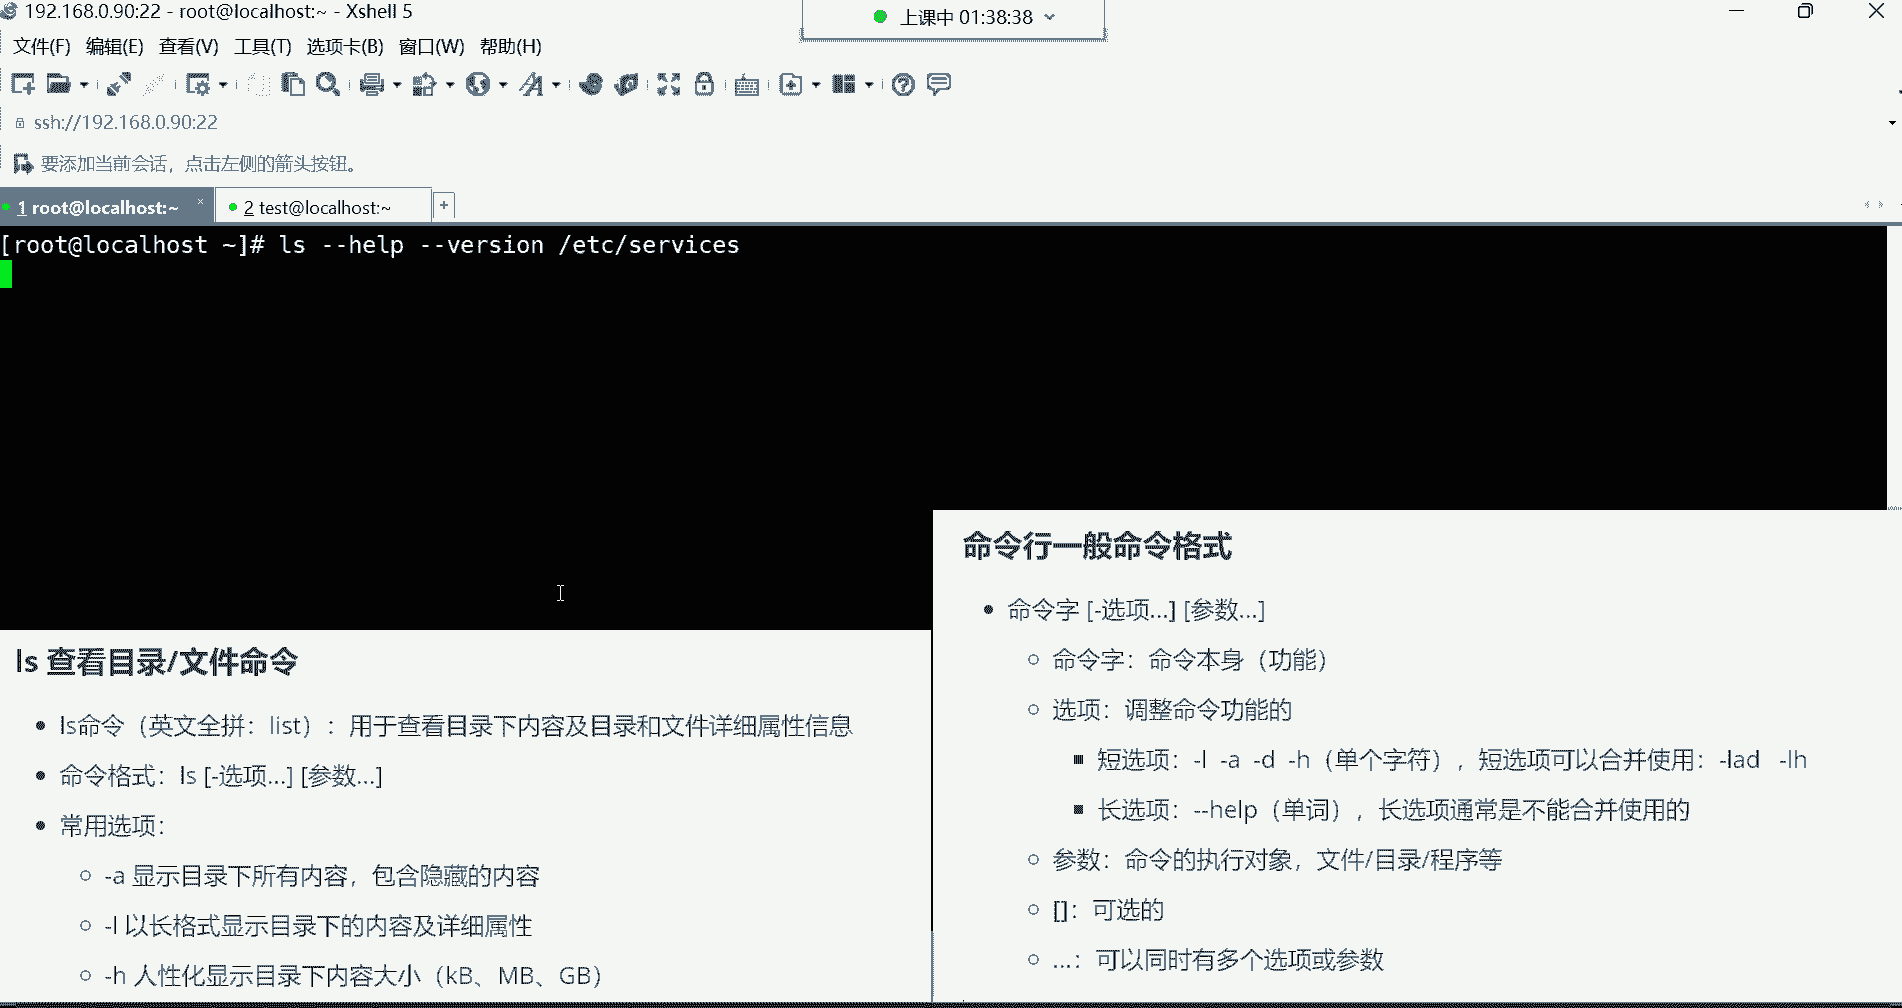 192.168.0.90:22 - root@localhost:~ - Xshell 5
上课中 01:38:38
文件(F) 编辑(E) 查看(V) 工具(T) 选项卡(B) 窗口(W) 帮助(H)
ssh://192.168.0.90:22
要添加当前会话，点击左侧的箭头按钮。
1 root@localhost:~ × 2 test@localhost:~ +
[root@localhost ~]# ls --help --version /etc/services
ls 查看目录/文件命令
• ls命令（英文全拼：list）：用于查看目录下内容及目录和文件详细属性信息
• 命令格式：ls [-选项...] [参数...]
• 常用选项：
○ -a 显示目录下所有内容，包含隐藏的内容
○ -l 以长格式显示目录下的内容及详细属性
○ -h 人性化显示目录下内容大小（kB、MB、GB）
命令行一般命令格式
• 命令字 [-选项...] [参数...]
○ 命令字：命令本身（功能）
○ 选项：调整命令功能的
▪ 短选项：-l -a -d -h（单个字符），短选项可以合并使用：-lad -lh
▪ 长选项：--help（单词），长选项通常是不能合并使用的
○ 参数：命令的执行对象，文件/目录/程序等
○ []：可选的
○ ...：可以同时有多个选项或参数